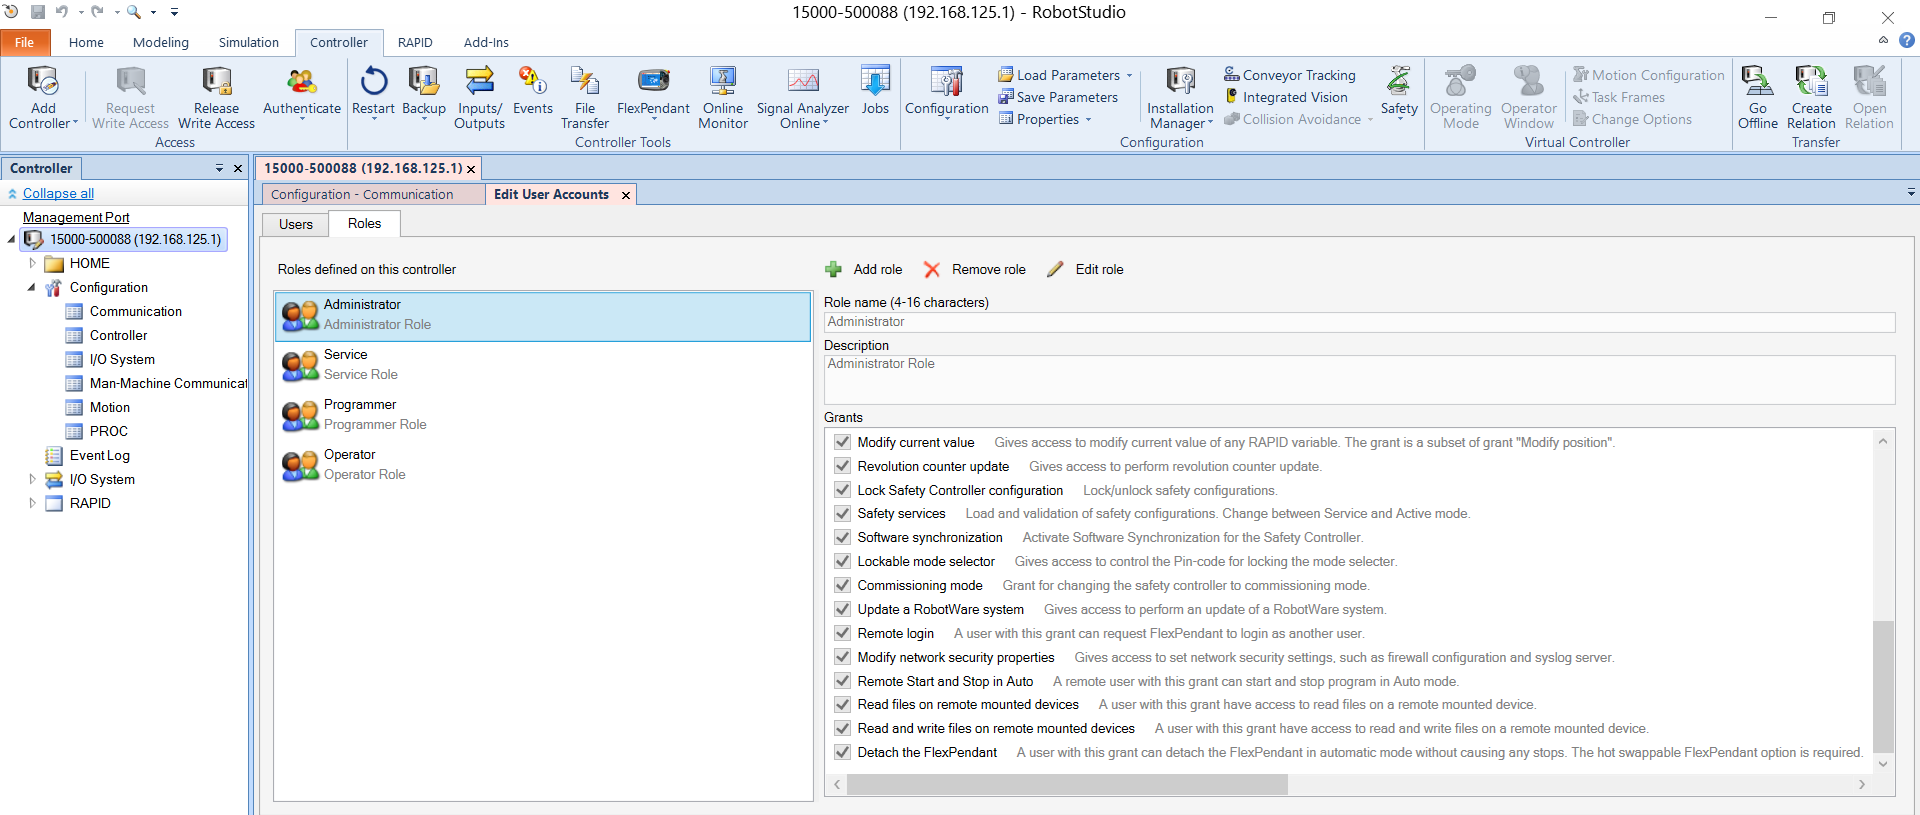 15000-500088 (192.168.125.1) - RobotStudio
File Home Modeling Simulation Controller RAPID Add-Ins
Add Controller
Request Write Access
Release Write Access
Authenticate
Access
Restart
Backup
Inputs/ Outputs
Events
File Transfer
FlexPendant
Online Monitor
Signal Analyzer Online
Jobs
Controller Tools
Configuration
Load Parameters
Save Parameters
Properties
Installation Manager
Conveyor Tracking
Integrated Vision
Collision Avoidance
Safety
Configuration
Operating Mode
Operator Window
Motion Configuration
Task Frames
Change Options
Virtual Controller
Go Offline
Create Relation
Open Relation
Transfer
Controller
Collapse all
Management Port
15000-500088 (192.168.125.1)
HOME
Configuration
Communication
Controller
I/O System
Man-Machine Communicat
Motion
PROC
Event Log
I/O System
RAPID
15000-500088 (192.168.125.1)
Configuration - Communication
Edit User Accounts
Users
Roles
Roles defined on this controller
Administrator
Administrator Role
Service
Service Role
Programmer
Programmer Role
Operator
Operator Role
Add role
Remove role
Edit role
Role name (4-16 characters)
Administrator
Description
Administrator Role
Grants
Modify current value Gives access to modify current value of any RAPID variable. The grant is a subset of grant "Modify position".
Revolution counter update Gives access to perform revolution counter update.
Lock Safety Controller configuration Lock/unlock safety configurations.
Safety services Load and validation of safety configurations. Change between Service and Active mode.
Software synchronization Activate Software Synchronization for the Safety Controller.
Lockable mode selector Gives access to control the Pin-code for locking the mode selecter.
Commissioning mode Grant for changing the safety controller to commissioning mode.
Update a RobotWare system Gives access to perform an update of a RobotWare system.
Remote login A user with this grant can request FlexPendant to login as another user.
Modify network security properties Gives access to set network security settings, such as firewall configuration and syslog server.
Remote Start and Stop in Auto A remote user with this grant can start and stop program in Auto mode.
Read files on remote mounted devices A user with this grant have access to read files on a remote mounted device.
Read and write files on remote mounted devices A user with this grant have access to read and write files on a remote mounted device.
Detach the FlexPendant A user with this grant can detach the FlexPendant in automatic mode without causing any stops. The hot swappable FlexPendant option is required.